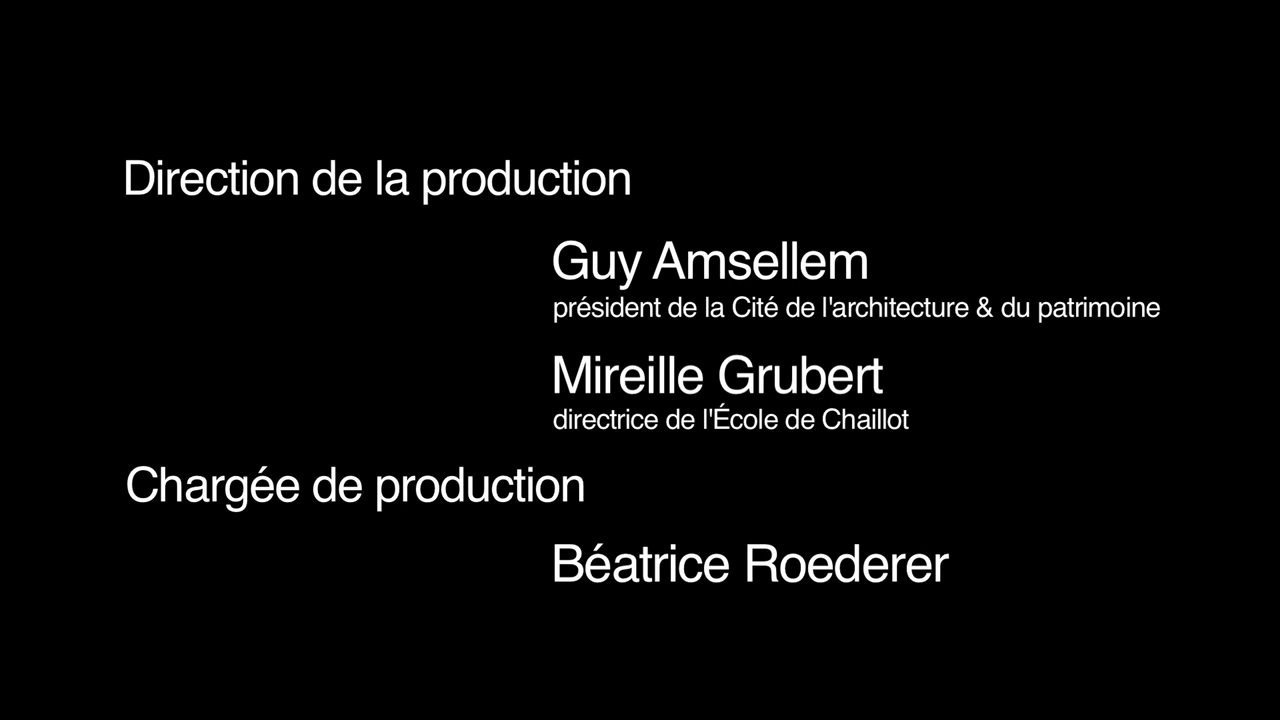 Direction de la production
Guy Amsellem
président de la Cité de l'architecture & du patrimoine
Mireille Grubert
directrice de l'École de Chaillot
Chargée de production
Béatrice Roederer